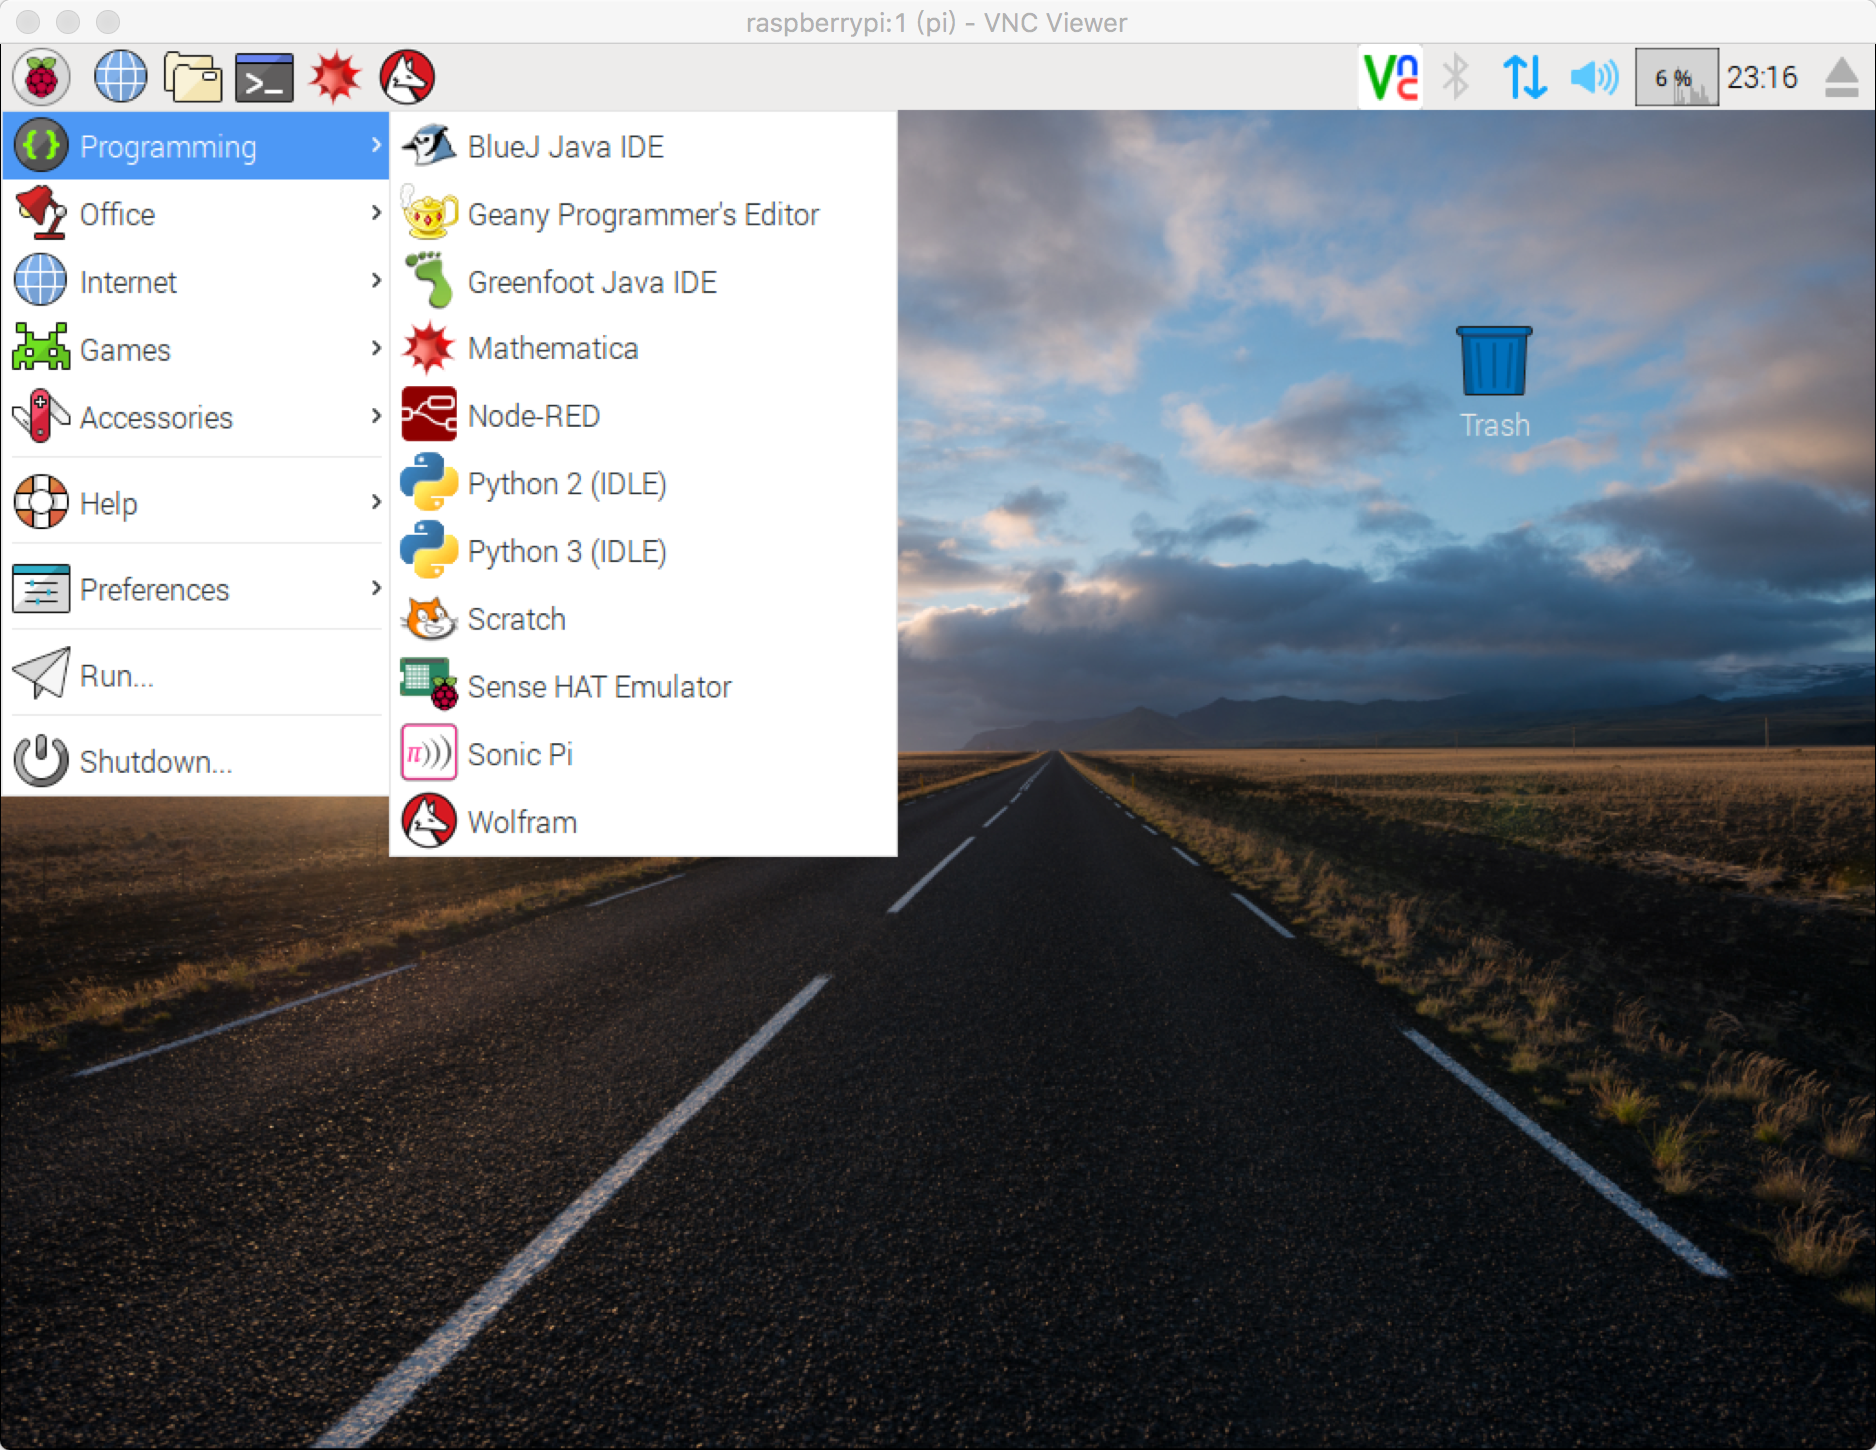 raspberrypi:1 (pi) - VNC Viewer
>_
Vnc
6 %
23:16
{} Programming
Office
Internet
Games
Accessories
Help
Preferences
Run...
Shutdown...
BlueJ Java IDE
Geany Programmer's Editor
Greenfoot Java IDE
Mathematica
Node-RED
Python 2 (IDLE)
Python 3 (IDLE)
Scratch
Sense HAT Emulator
π))) Sonic Pi
Wolfram
Trash